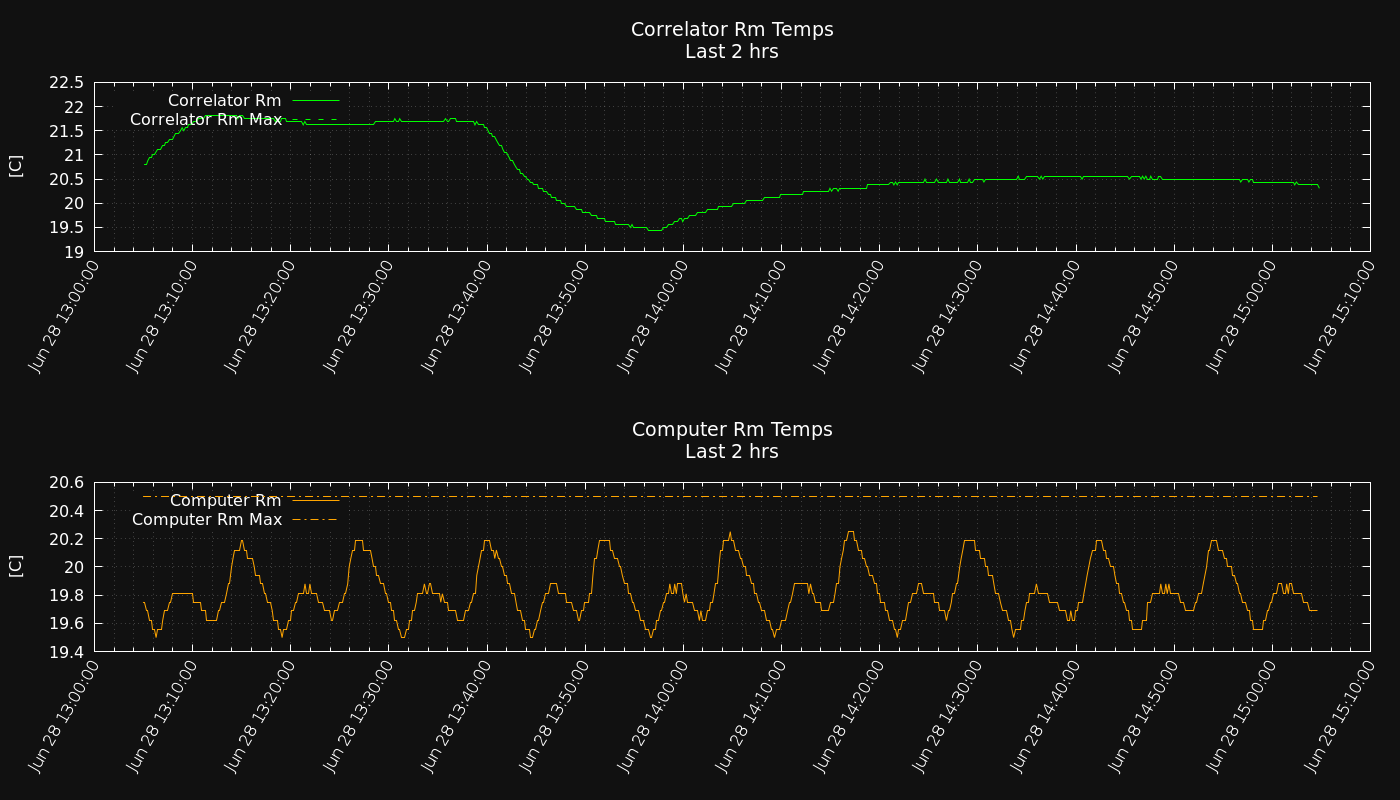 Correlator Rm Temps
Last 2 hrs
22.5
22
21.5
21
20.5
20
19.5
19
[C]
Correlator Rm
Correlator Rm Max
Jun 28 13:00:00
Jun 28 13:10:00
Jun 28 13:20:00
Jun 28 13:30:00
Jun 28 13:40:00
Jun 28 13:50:00
Jun 28 14:00:00
Jun 28 14:10:00
Jun 28 14:20:00
Jun 28 14:30:00
Jun 28 14:40:00
Jun 28 14:50:00
Jun 28 15:00:00
Jun 28 15:10:00
Computer Rm Temps
Last 2 hrs
20.6
20.4
20.2
20
19.8
19.6
19.4
[C]
Computer Rm
Computer Rm Max
Jun 28 13:00:00
Jun 28 13:10:00
Jun 28 13:20:00
Jun 28 13:30:00
Jun 28 13:40:00
Jun 28 13:50:00
Jun 28 14:00:00
Jun 28 14:10:00
Jun 28 14:20:00
Jun 28 14:30:00
Jun 28 14:40:00
Jun 28 14:50:00
Jun 28 15:00:00
Jun 28 15:10:00